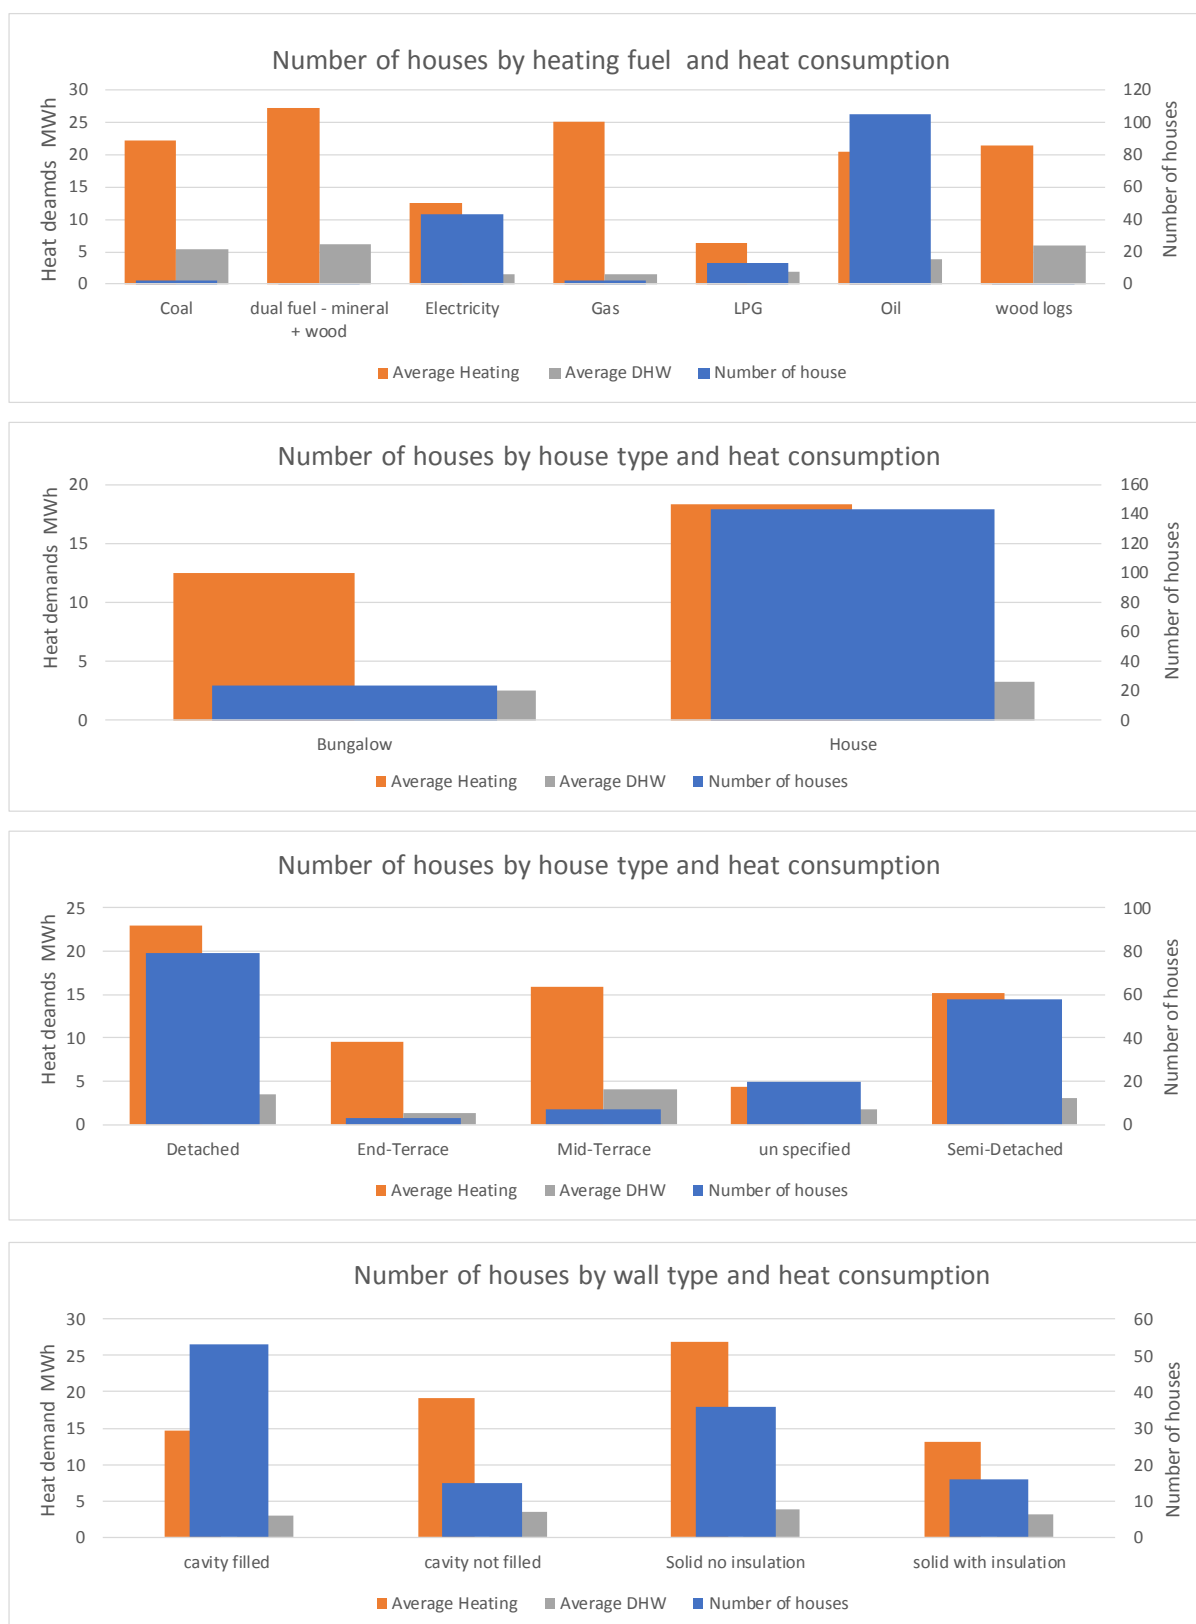 Number of houses by heating fuel and heat consumption
Heat deamds MWh
30
25
20
15
10
5
0
120
100
80
60
40
20
0
Number of houses
Coal
dual fuel - mineral
+ wood
Electricity
Gas
LPG
Oil
wood logs
Average Heating
Average DHW
Number of house
Number of houses by house type and heat consumption
Heat demands MWh
20
15
10
5
0
160
140
120
100
80
60
40
20
0
Number of houses
Bungalow
House
Average Heating
Average DHW
Number of houses
Number of houses by house type and heat consumption
Heat deamds MWh
25
20
15
10
5
0
100
80
60
40
20
0
Number of houses
Detached
End-Terrace
Mid-Terrace
un specified
Semi-Detached
Average Heating
Average DHW
Number of houses
Number of houses by wall type and heat consumption
Heat demand MWh
30
25
20
15
10
5
0
60
50
40
30
20
10
0
Number of houses
cavity filled
cavity not filled
Solid no insulation
solid with insulation
Average Heating
Average DHW
Number of houses